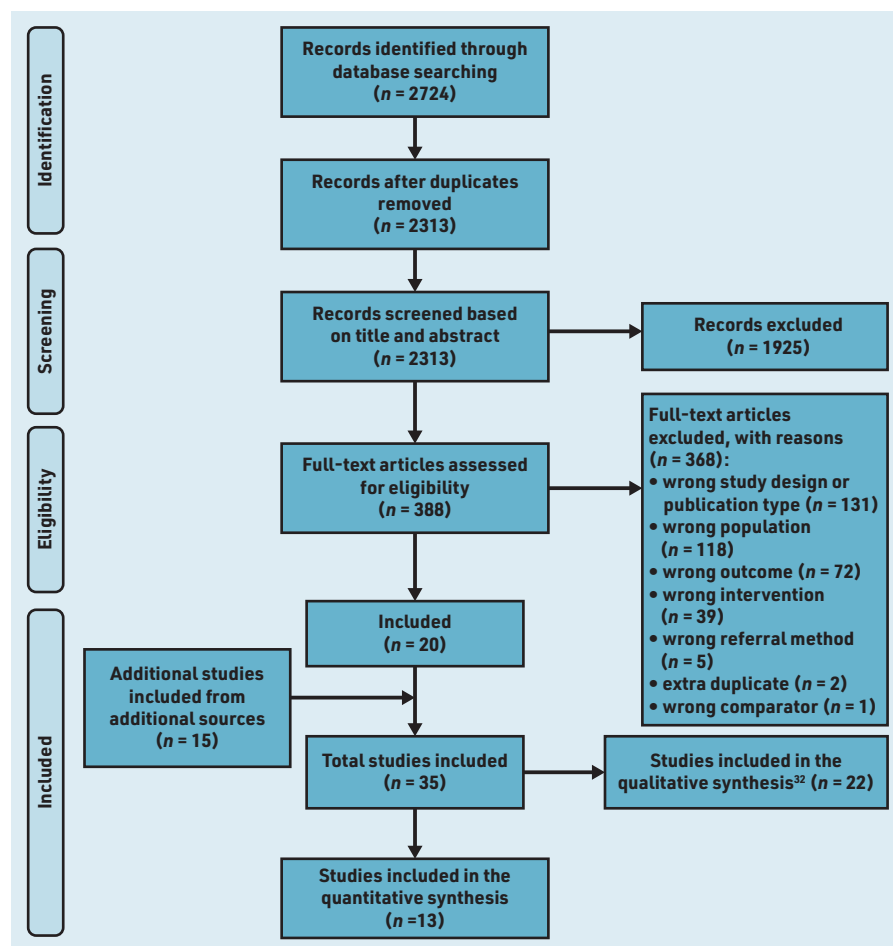 Identification
Records identified through
database searching
(n = 2724)
Records after duplicates
removed
(n = 2313)
Screening
Records screened based
on title and abstract
(n = 2313)
Records excluded
(n = 1925)
Eligibility
Full-text articles assessed
for eligibility
(n = 388)
Full-text articles
excluded, with reasons
(n = 368):
• wrong study design or
publication type (n = 131)
• wrong population
(n = 118)
• wrong outcome (n = 72)
• wrong intervention
(n = 39)
• wrong referral method
(n = 5)
• extra duplicate (n = 2)
• wrong comparator (n = 1)
Included
Included
(n = 20)
Additional studies
included from
additional sources
(n = 15)
Total studies included
(n = 35)
Studies included in the
qualitative synthesis³² (n = 22)
Studies included in the
quantitative synthesis
(n =13)